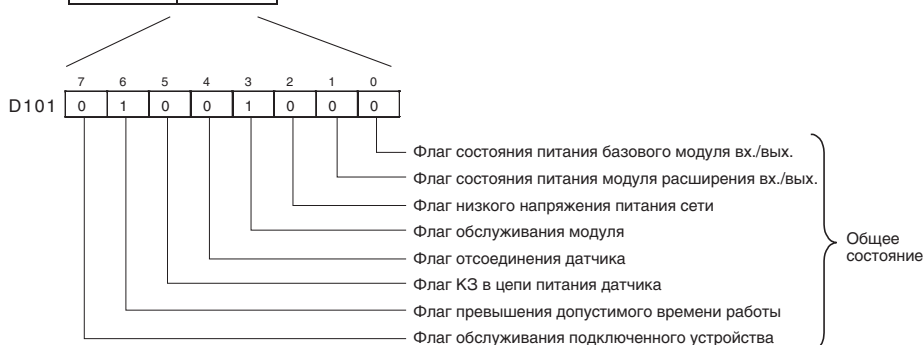 7 6 5 4 3 2 1 0
D101 0 1 0 0 1 0 0 0
Флаг состояния питания базового модуля вх./вых.
Флаг состояния питания модуля расширения вх./вых.
Флаг низкого напряжения питания сети
Флаг обслуживания модуля
Флаг отсоединения датчика
Флаг КЗ в цепи питания датчика
Флаг превышения допустимого времени работы
Флаг обслуживания подключенного устройства
Общее
состояние